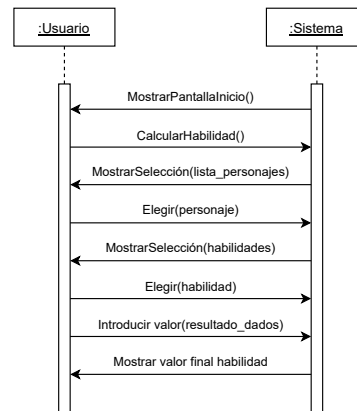 :Usuario
:Sistema
MostrarPantallaInicio()
CalcularHabilidad()
MostrarSelección(lista_personajes)
Elegir(personaje)
MostrarSelección(habilidades)
Elegir(habilidad)
Introducir valor(resultado_dados)
Mostrar valor final habilidad